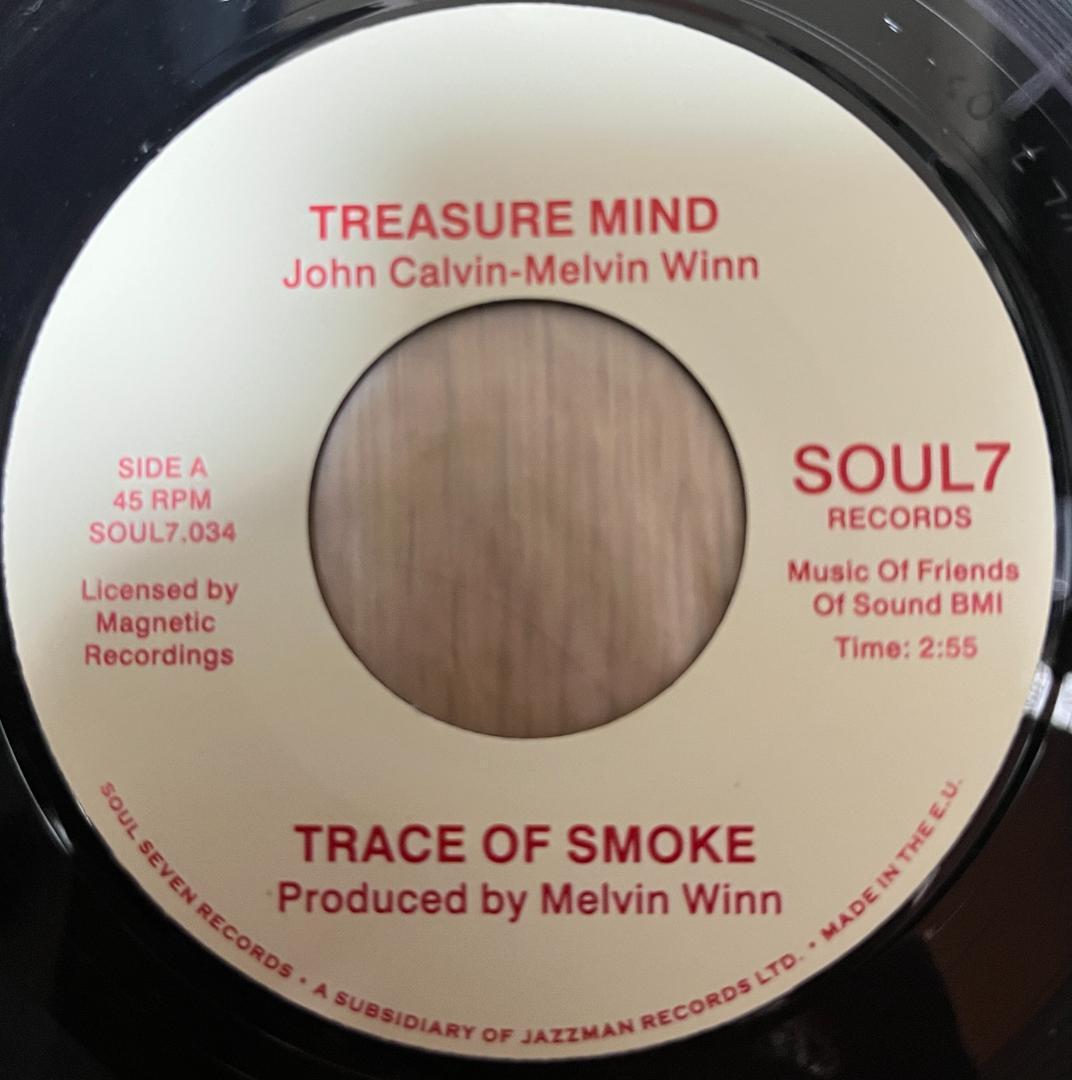 TREASURE MIND
John Calvin-Melvin Winn
SIDE A
45 RPM
SOUL7.034
Licensed by
Magnetic
Recordings
SOUL7
RECORDS
Music Of Friends
Of Sound BMI
Time: 2:55
TRACE OF SMOKE
Produced by Melvin Winn
SOUL SEVEN RECORDS • A SUBSIDIARY OF JAZZMAN RECORDS LTD. • MADE IN THE E.U.